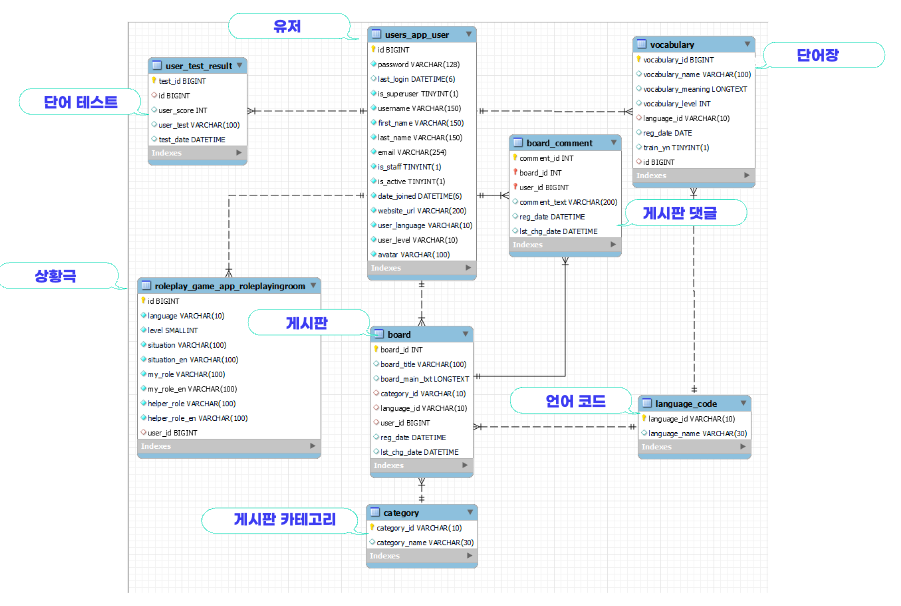 유저
users_app_user
id BIGINT
password VARCHAR(128)
last_login DATETIME(6)
is_superuser TINYINT(1)
username VARCHAR(150)
first_name VARCHAR(150)
last_name VARCHAR(150)
email VARCHAR(254)
is_staff TINYINT(1)
is_active TINYINT(1)
date_joined DATETIME(6)
website_url VARCHAR(200)
user_language VARCHAR(10)
user_level VARCHAR(10)
avatar VARCHAR(100)
Indexes
단어 테스트
user_test_result
test_id BIGINT
id BIGINT
user_score INT
user_test VARCHAR(100)
test_date DATETIME
Indexes
단어장
vocabulary
vocabulary_id BIGINT
vocabulary_name VARCHAR(100)
vocabulary_meaning LONGTEXT
vocabulary_level INT
language_id VARCHAR(10)
reg_date DATE
train_yn TINYINT(1)
id BIGINT
Indexes
board_comment
comment_id INT
board_id INT
user_id BIGINT
comment_text VARCHAR(200)
reg_date DATETIME
lst_chg_date DATETIME
Indexes
게시판 댓글
상황극
roleplay_game_app_roleplayingroom
id BIGINT
language VARCHAR(10)
level SMALLINT
situation VARCHAR(100)
situation_en VARCHAR(100)
my_role VARCHAR(100)
my_role_en VARCHAR(100)
helper_role VARCHAR(100)
helper_role_en VARCHAR(100)
user_id BIGINT
Indexes
게시판
board
board_id INT
board_title VARCHAR(100)
board_main_txt LONGTEXT
category_id VARCHAR(10)
language_id VARCHAR(10)
user_id BIGINT
reg_date DATETIME
lst_chg_date DATETIME
Indexes
언어 코드
language_code
language_id VARCHAR(10)
language_name VARCHAR(30)
Indexes
게시판 카테고리
category
category_id VARCHAR(10)
category_name VARCHAR(30)
Indexes